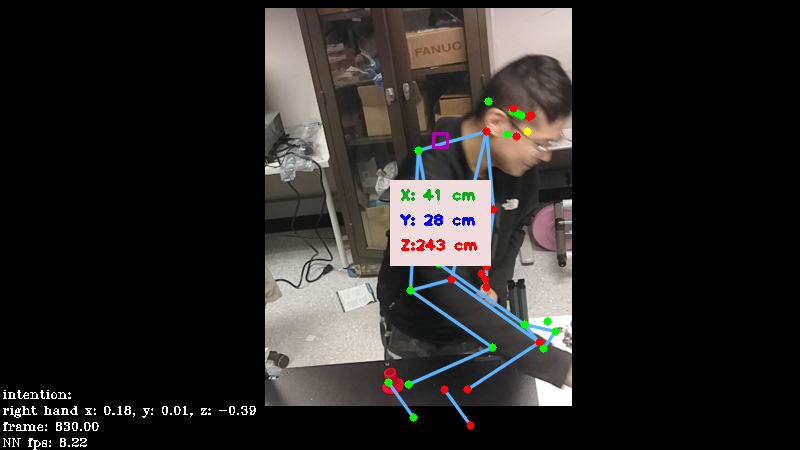 FANUC
X: 41 cm
Y: 28 cm
Z:243 cm
intention:
right hand x: 0.18, y: 0.01, z: -0.39
frame: 830.00
NN fps: 8.22